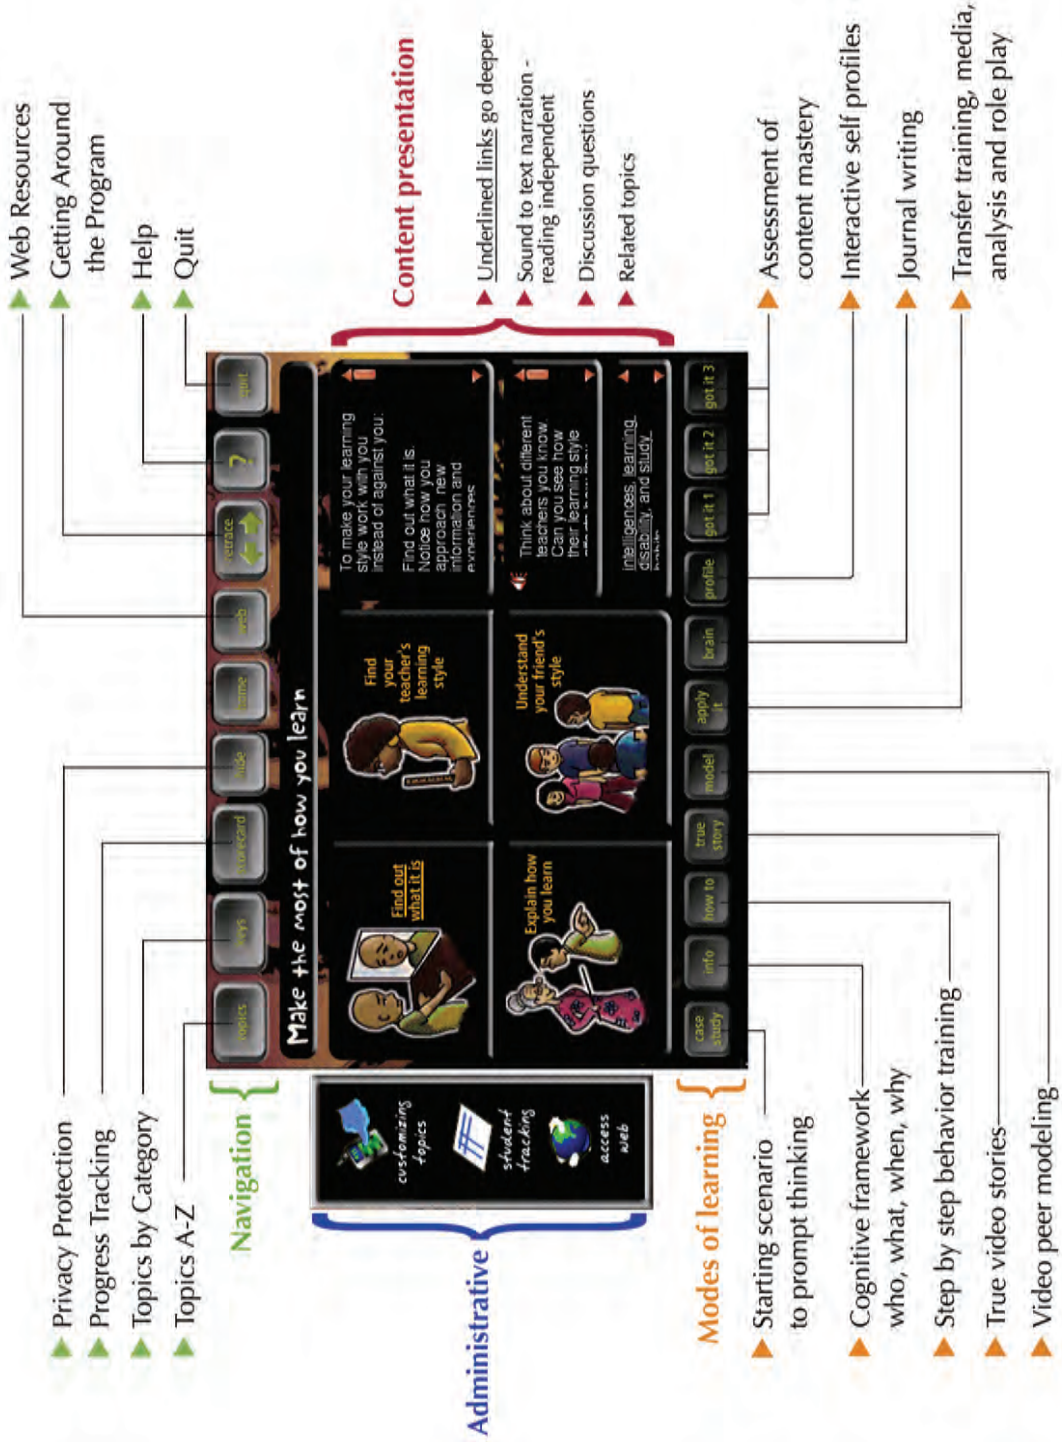 Privacy Protection
Progress Tracking
Topics by Category
Topics A-Z
Web Resources
Getting Around
the Program
Help
Quit
Navigation
topics
keys
scorecard
hide
game
web
retrace
?
quit
Make the most of how you learn
Administrative
customizing
topics
student
tracking
access
web
Find out
what it is
Find
your
teacher's
learning
style
Explain how
you learn
Understand
your friend's
style
To make your learning
style work with you
instead of against you:
Find out what it is.
Notice how you
approach new
information and
experiences
Think about different
teachers you know.
Can you see how
their learning style
intelligences, learning
disability, and study
Content presentation
Underlined links go deeper
Sound to text narration -
reading independent
Discussion questions
Related topics
Modes of learning
case
study
info
how to
true
story
model
apply
it
brain
profile
got it 1
got it 2
got it 3
Starting scenario
to prompt thinking
Cognitive framework
who, what, when, why
Step by step behavior training
True video stories
Video peer modeling
Assessment of
content mastery
Interactive self profiles
Journal writing
Transfer training, media,
analysis and role play